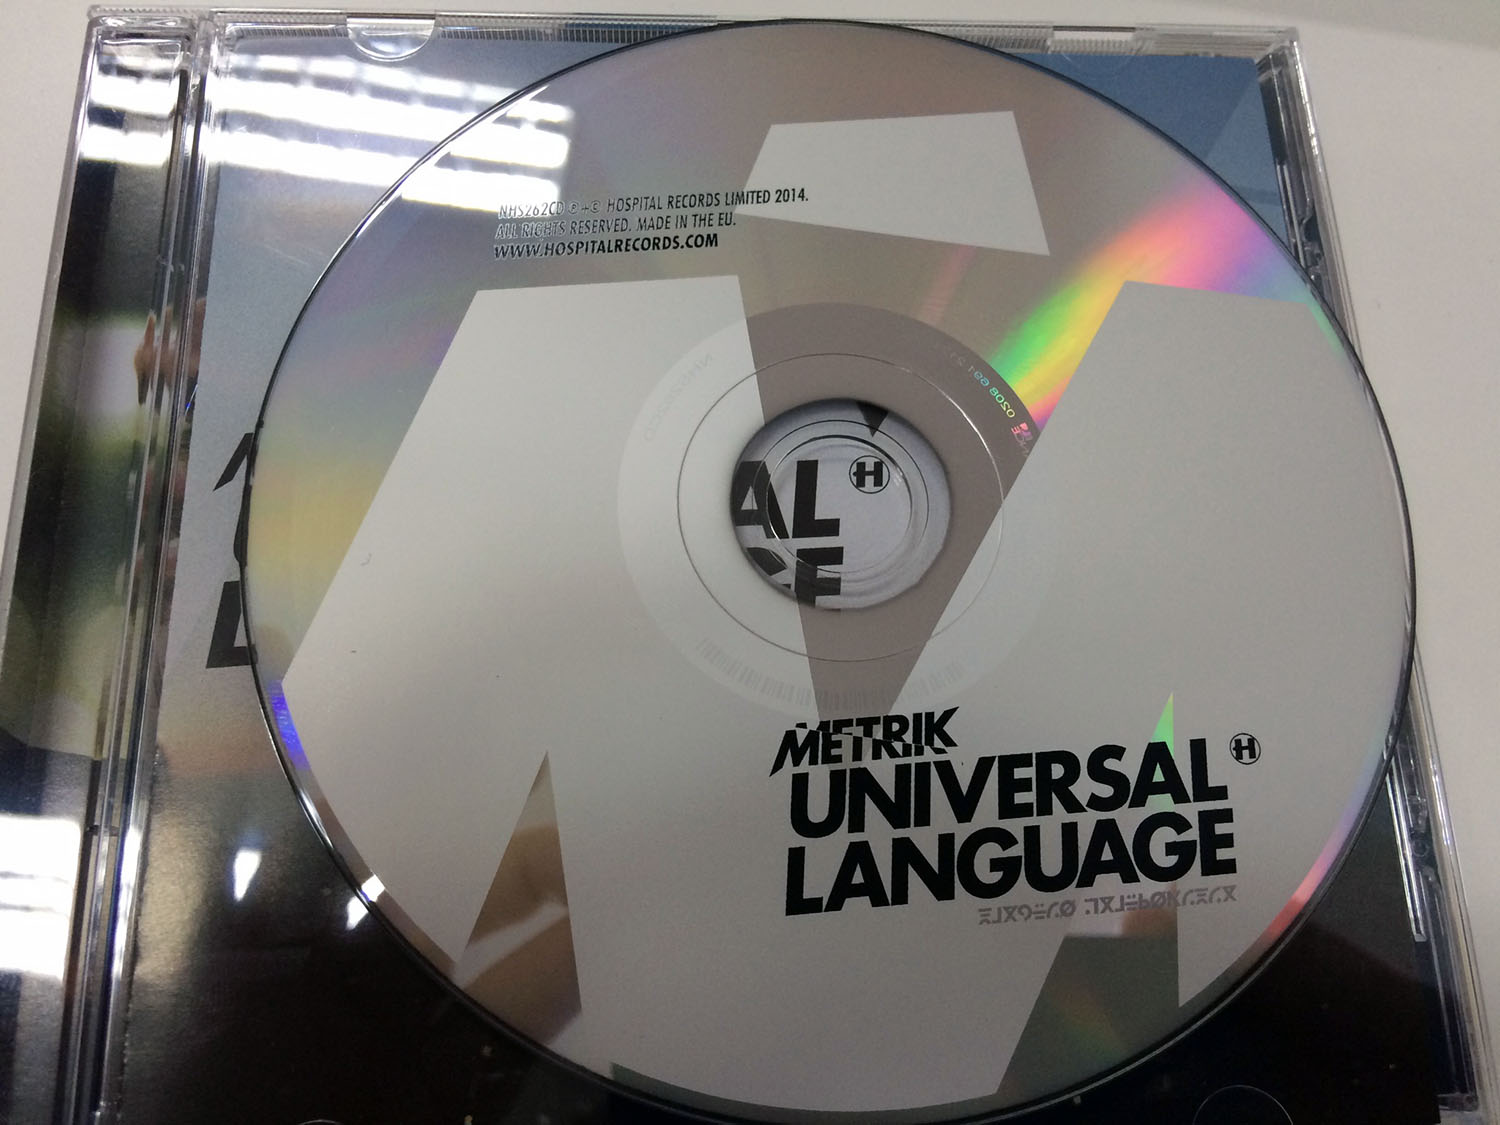 NHS262CD ℗+© HOSPITAL RECORDS LIMITED 2014.
ALL RIGHTS RESERVED. MADE IN THE EU.
WWW.HOSPITALRECORDS.COM
AL H
GE
METRIK
UNIVERSAL H
LANGUAGE